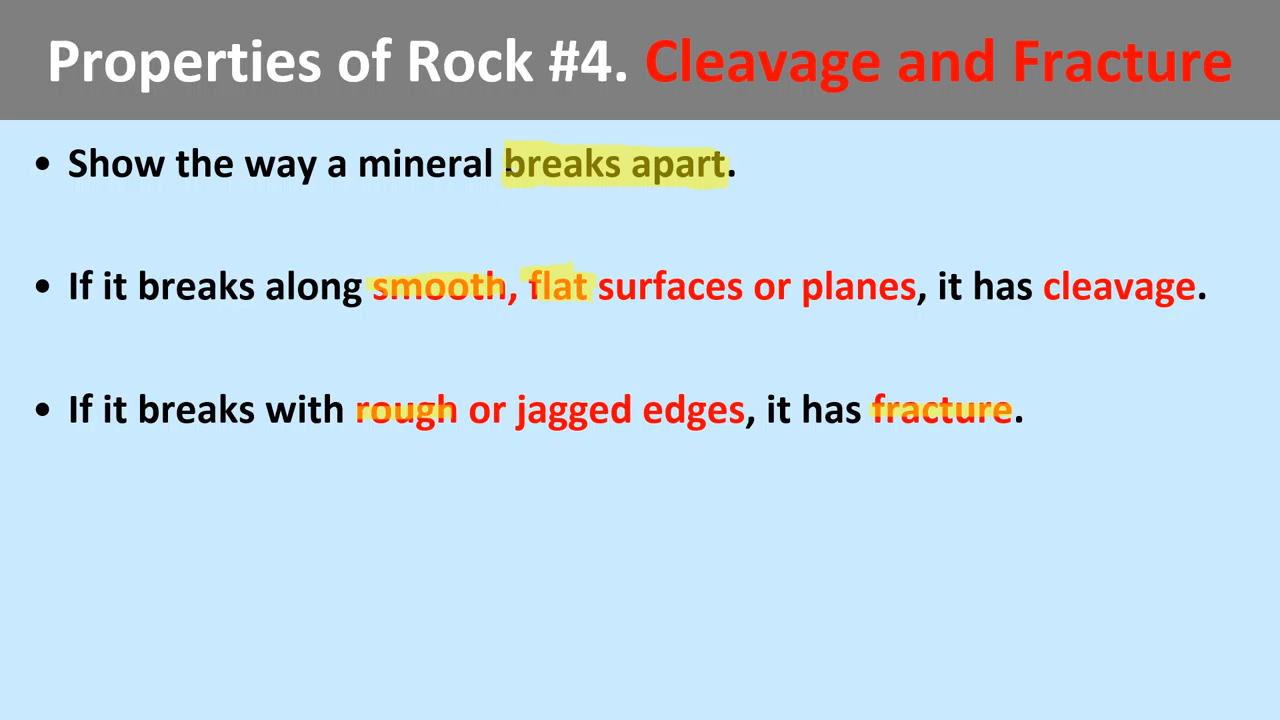 Properties of Rock #4. Cleavage and Fracture
• Show the way a mineral breaks apart.
• If it breaks along smooth, flat surfaces or planes, it has cleavage.
• If it breaks with rough or jagged edges, it has fracture.